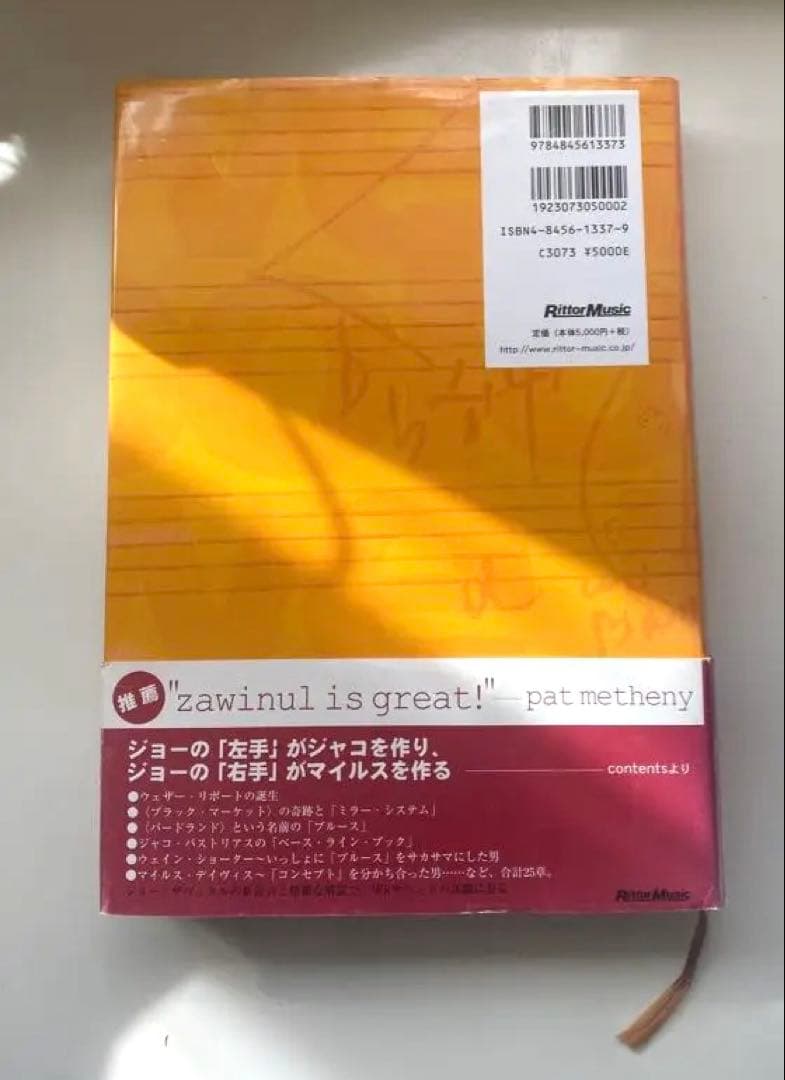 9784845613373
1923073050002
ISBN4-8456-1337-9
C3073 ¥5000E
RittorMusic
定価（本体5,000円+税）
http://www.rittor-music.co.jp/
推薦
"zawinul is great!"—pat metheny
ジョーの「左手」がジャコを作り、
ジョーの「右手」がマイルスを作る
contentsより
●ウェザー・リポートの誕生
●〈ブラック・マーケット〉の奇跡と「ミラー・システム」
●〈バードランド〉という名前の「ブルース」
●ジャコ・パストリアスの「ベース・ライン・ブック」
●ウェイン・ショーター〜いっしょに「ブルース」をサカサマにした男
●マイルス・デイヴィス〜「コンセプト」を分かち合った男……など、合計25章。
RittorMusic